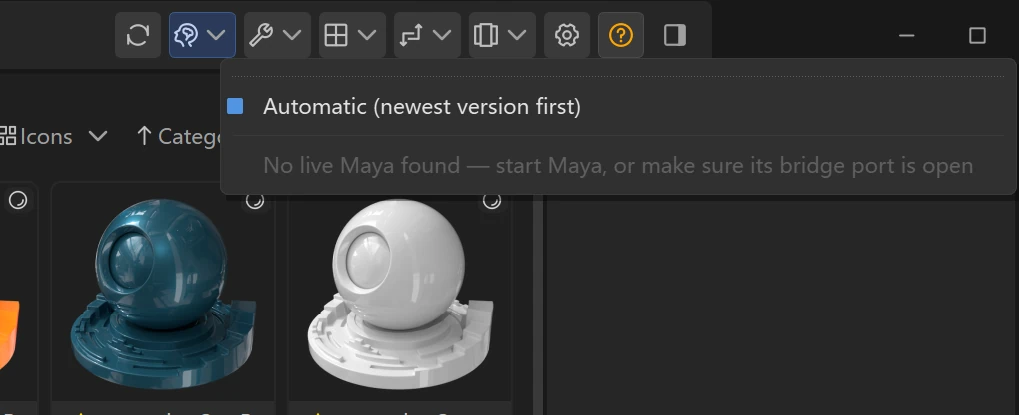 Automatic (newest version first)
Icons
No live Maya found — start Maya, or make sure its bridge port is open